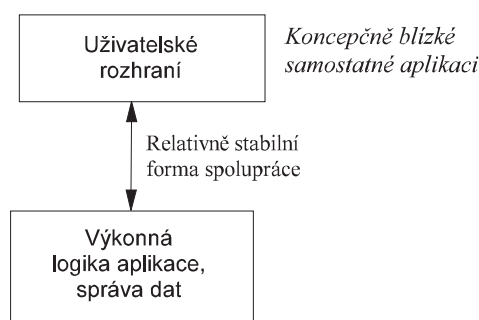 Uživatelské
rozhraní
Koncepčně blízké
samostatné aplikaci
Relativně stabilní
forma spolupráce
Výkonná
logika aplikace,
správa dat